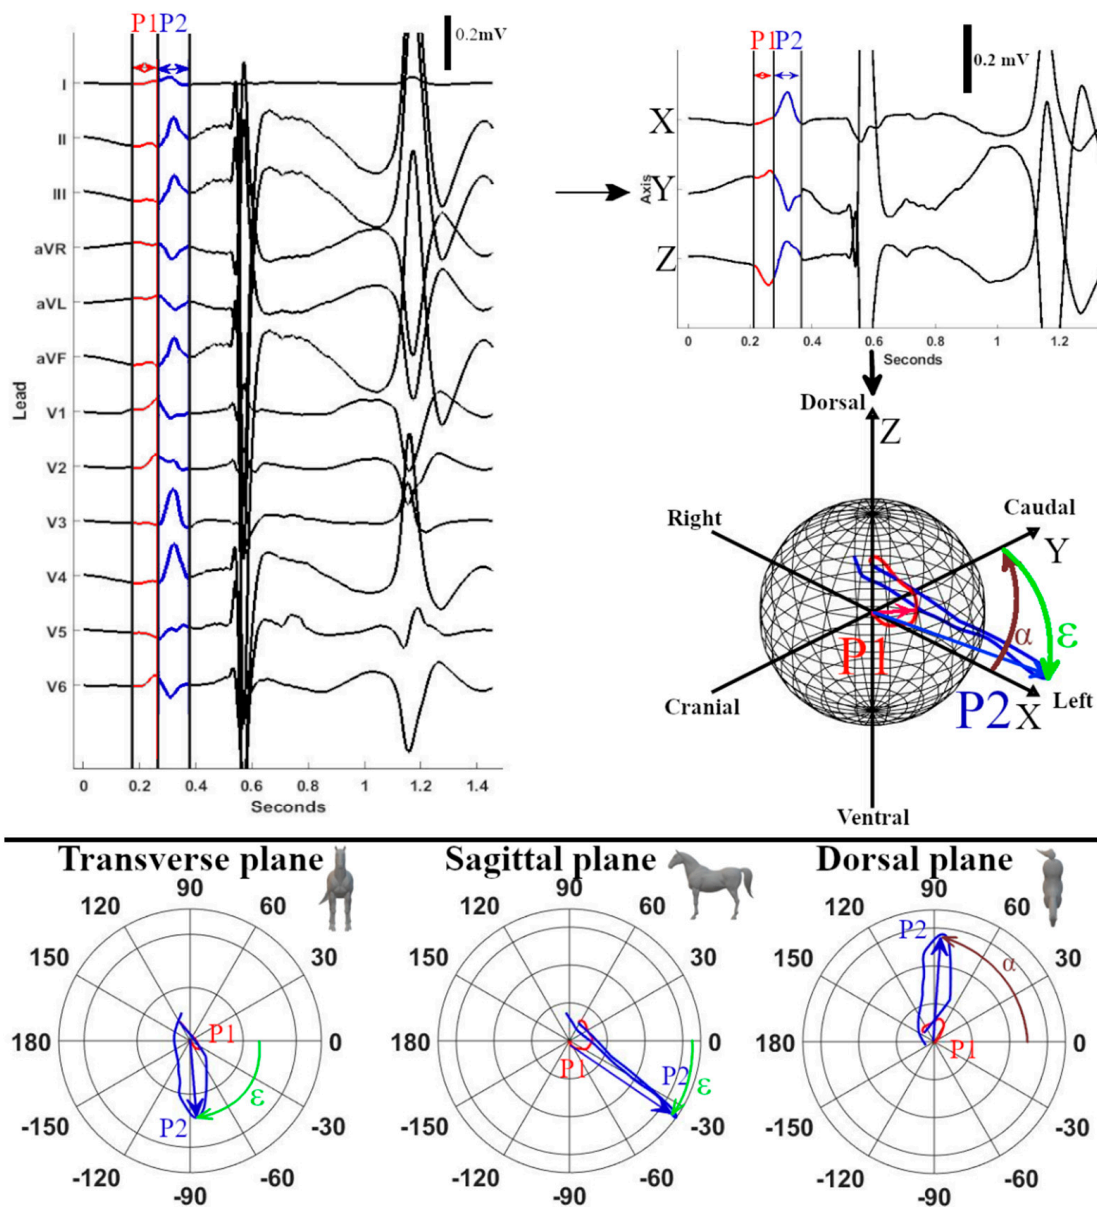 P1 P2
0.2mV
I
II
III
aVR
aVL
aVF
V1
V2
V3
V4
V5
V6
Lead
0 0.2 0.4 0.6 0.8 1 1.2 1.4
Seconds
P1 P2
0.2 mV
X
Y
Z
Axis
0 0.2 0.4 0.6 0.8 1 1.2
Seconds
Dorsal
Z
Right
Caudal
Y
α
ε
P1
Cranial
P2
X
Left
Ventral
Transverse plane
90
120 60
150 30
180 0
-150 -30
-120 -60
-90
P1
P2
ε
Sagittal plane
90
120 60
150 30
180 0
-150 -30
-120 -60
-90
P1
P2
ε
Dorsal plane
90
120 60
150 30
180 0
-150 -30
-120 -60
-90
P2
α
P1